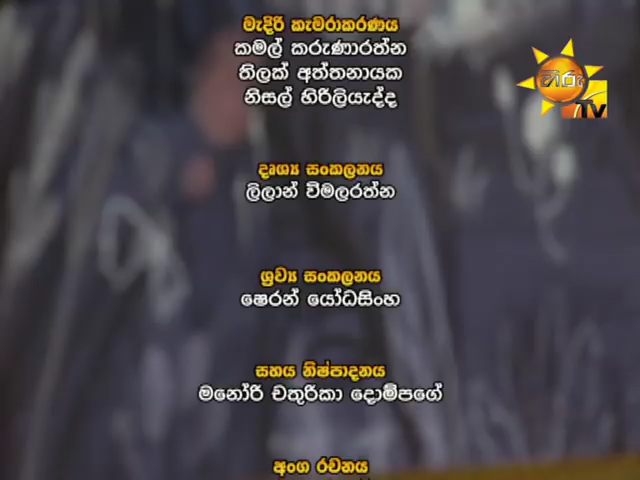 මැදිරි කැමරාකරණය
කමල් කරුණාරත්න
තිලක් අත්තනායක
නිසල් හිරිලියැද්ද
හිරු
TV
දෘශ්‍ය සංකලනය
ලිලාන් විමලරත්න
ශ්‍රව්‍ය සංකලනය
ෂෙරන් යෝධසිංහ
සහය නිෂ්පාදනය
මනෝරි චතුරිකා දොම්පගේ
අංග රචනය